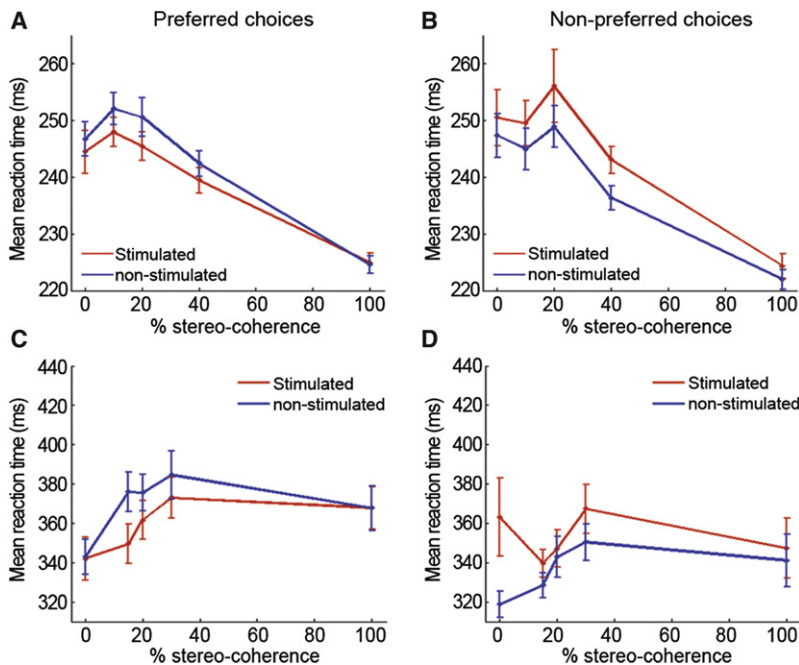 A
Preferred choices
B
Non-preferred choices
Mean reaction time (ms)
260
250
240
230
220
Stimulated
non-stimulated
0 20 40 60 80 100
% stereo-coherence
Mean reaction time (ms)
260
250
240
230
220
Stimulated
non-stimulated
0 20 40 60 80 100
% stereo-coherence
C
Mean reaction time (ms)
440
420
400
380
360
340
320
Stimulated
non-stimulated
0 20 40 60 80 100
% stereo-coherence
D
Mean reaction time (ms)
440
420
400
380
360
340
320
Stimulated
non-stimulated
0 20 40 60 80 100
% stereo-coherence